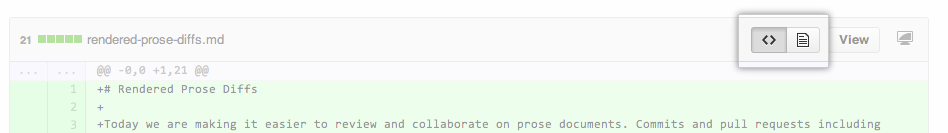 21 rendered-prose-diffs.md <> View
... ... @@ -0,0 +1,21 @@
1 +# Rendered Prose Diffs
2 +
3 +Today we are making it easier to review and collaborate on prose documents. Commits and pull requests including